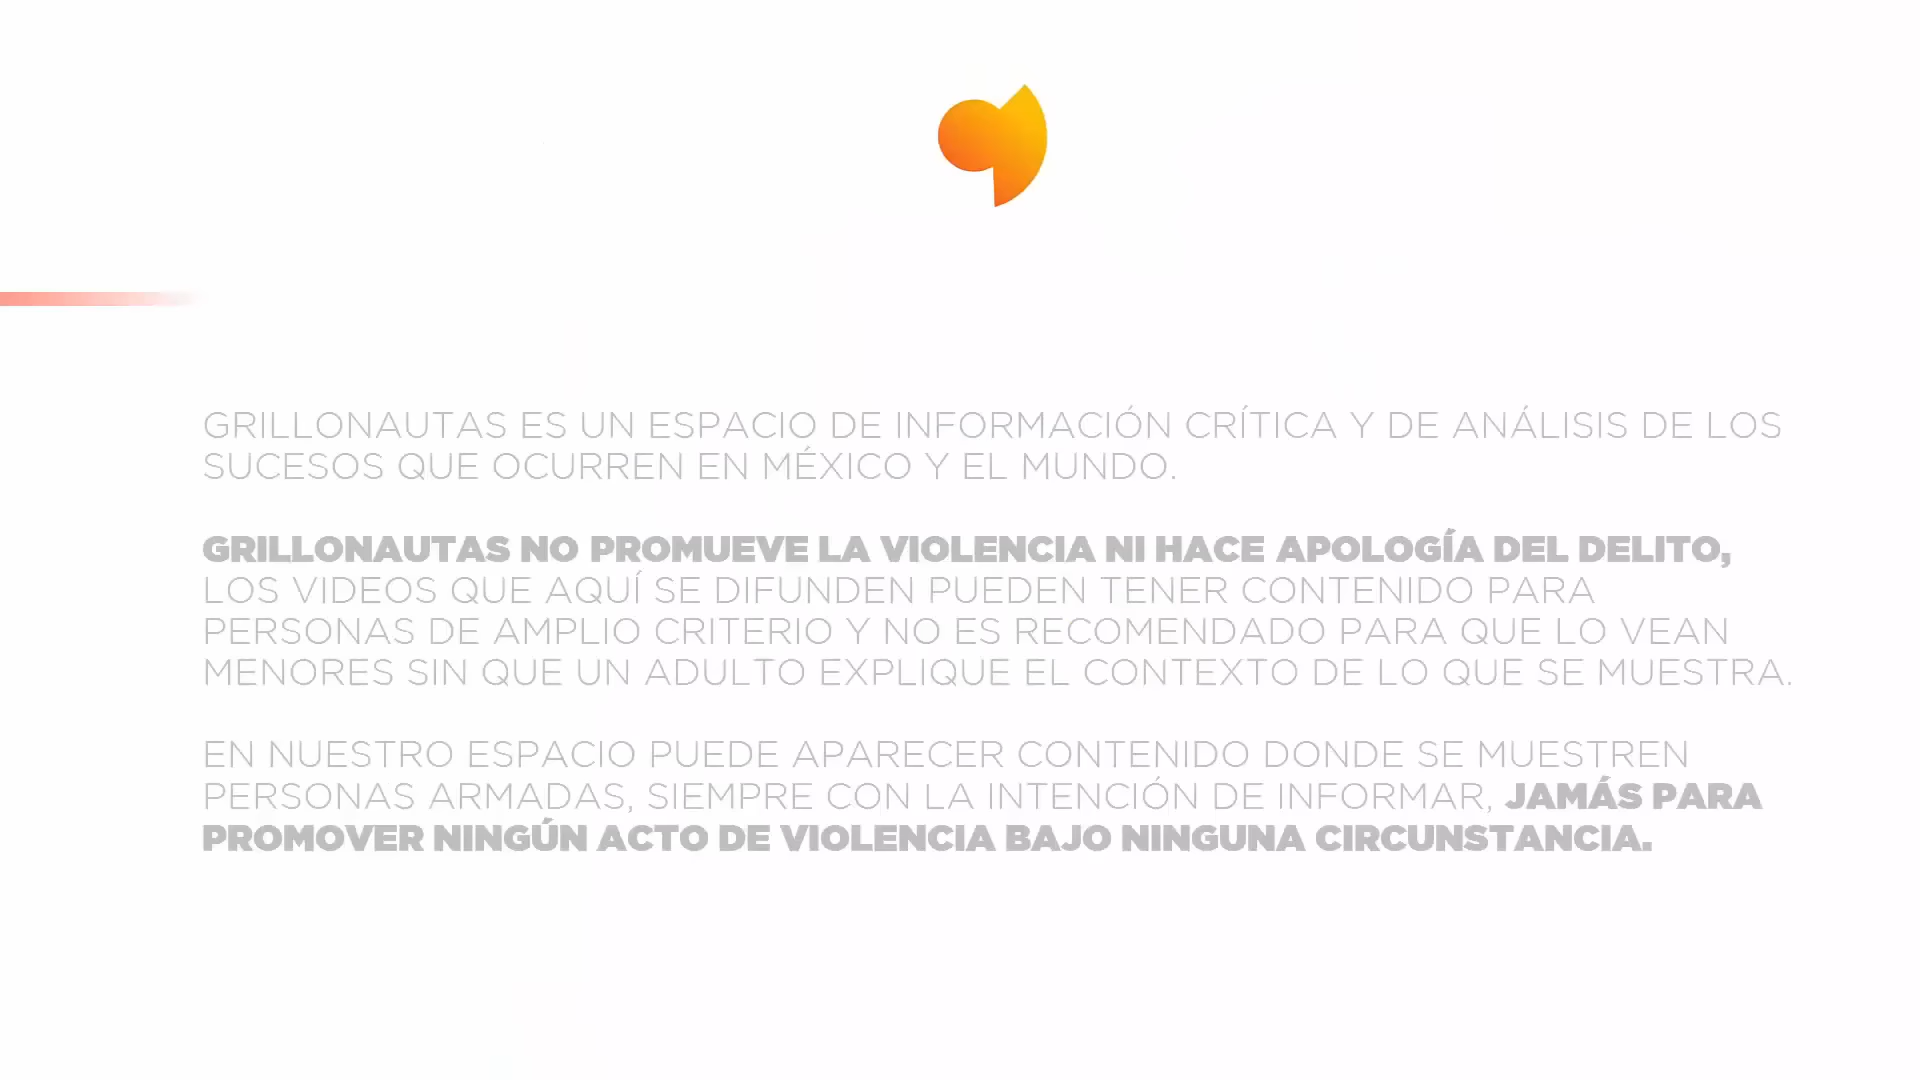 GRILLONAUTAS ES UN ESPACIO DE INFORMACIÓN CRÍTICA Y DE ANÁLISIS DE LOS
SUCESOS QUE OCURREN EN MÉXICO Y EL MUNDO.
GRILLONAUTAS NO PROMUEVE LA VIOLENCIA NI HACE APOLOGÍA DEL DELITO,
LOS VIDEOS QUE AQUÍ SE DIFUNDEN PUEDEN TENER CONTENIDO PARA
PERSONAS DE AMPLIO CRITERIO Y NO ES RECOMENDADO PARA QUE LO VEAN
MENORES SIN QUE UN ADULTO EXPLIQUE EL CONTEXTO DE LO QUE SE MUESTRA.
EN NUESTRO ESPACIO PUEDE APARECER CONTENIDO DONDE SE MUESTREN
PERSONAS ARMADAS, SIEMPRE CON LA INTENCIÓN DE INFORMAR, JAMÁS PARA
PROMOVER NINGÚN ACTO DE VIOLENCIA BAJO NINGUNA CIRCUNSTANCIA.